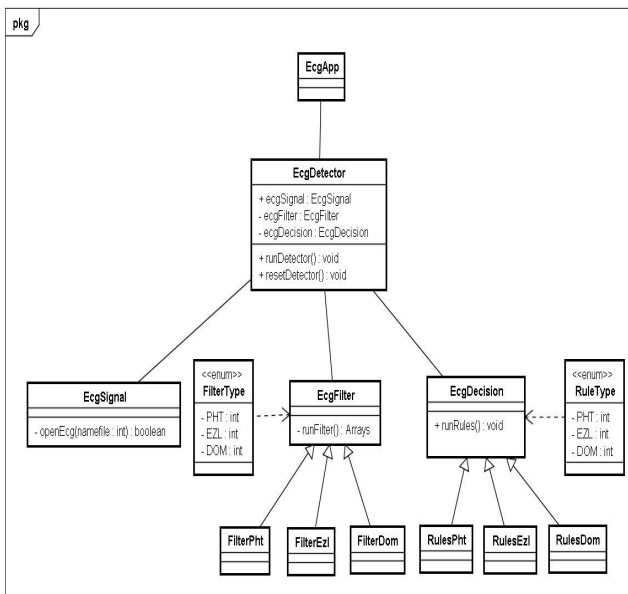 pkg
EcgApp
EcgDetector
+ ecgSignal : EcgSignal
- ecgFilter : EcgFilter
- ecgDecision : EcgDecision
+ runDetector() : void
+ resetDetector() : void
EcgSignal
- openEcg(namefile : int) : boolean
<<enum>>
FilterType
- PHT : int
- EZL : int
- DOM : int
EcgFilter
- runFilter() : Arrays
EcgDecision
+ runRules() : void
<<enum>>
RuleType
- PHT : int
- EZL : int
- DOM : int
FilterPht
FilterEzl
FilterDom
RulesPht
RulesEzl
RulesDom